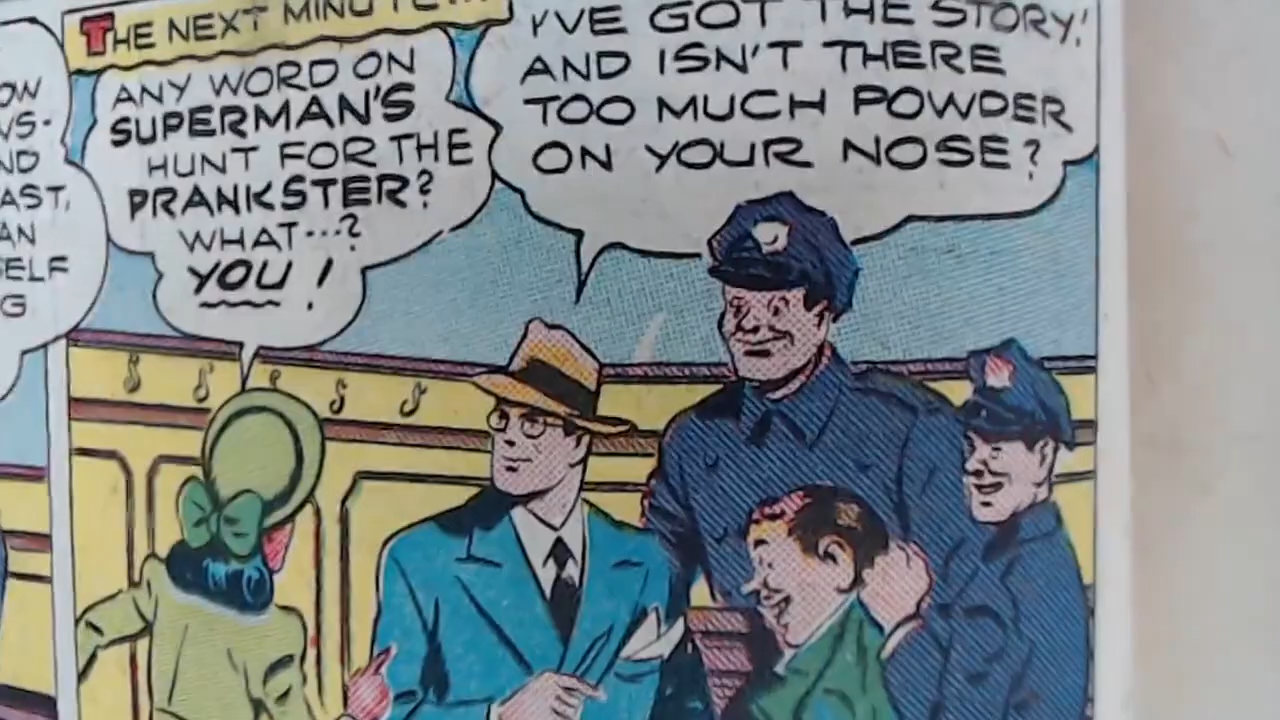 THE NEXT MINUTE...
ANY WORD ON
SUPERMAN'S
HUNT FOR THE
PRANKSTER?
WHAT---?
YOU!
I'VE GOT THE STORY!
AND ISN'T THERE
TOO MUCH POWDER
ON YOUR NOSE?